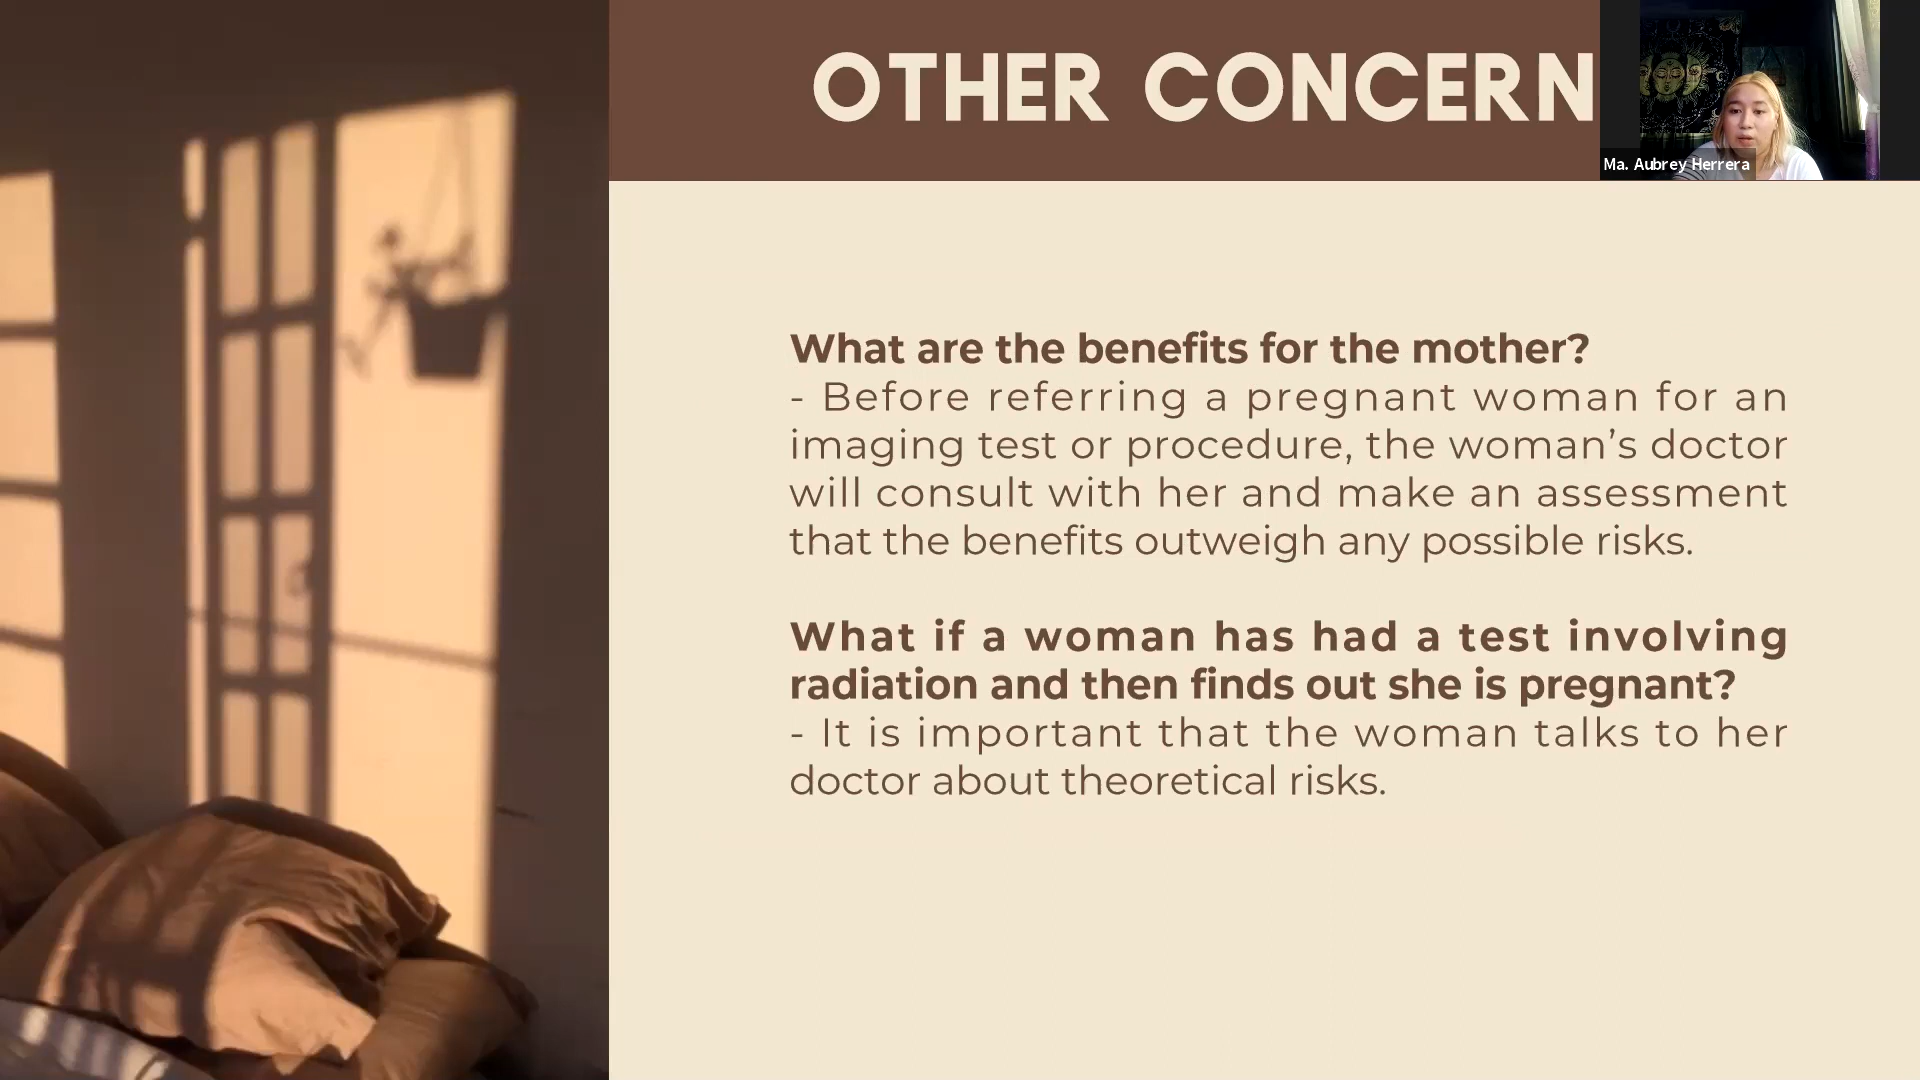 OTHER CONCERN
Ma. Aubrey Herrera
What are the benefits for the mother?
- Before referring a pregnant woman for an
imaging test or procedure, the woman’s doctor
will consult with her and make an assessment
that the benefits outweigh any possible risks.
What if a woman has had a test involving
radiation and then finds out she is pregnant?
- It is important that the woman talks to her
doctor about theoretical risks.